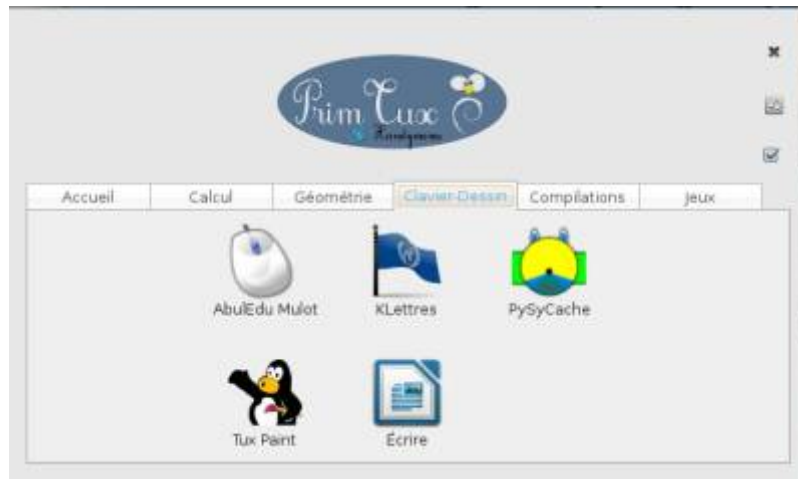 Prim Tux
Accueil Calcul Géométrie Clavier-Dessin Compilations Jeux
AbulEdu Mulot KLettres PySyCache
Tux Paint Écrire